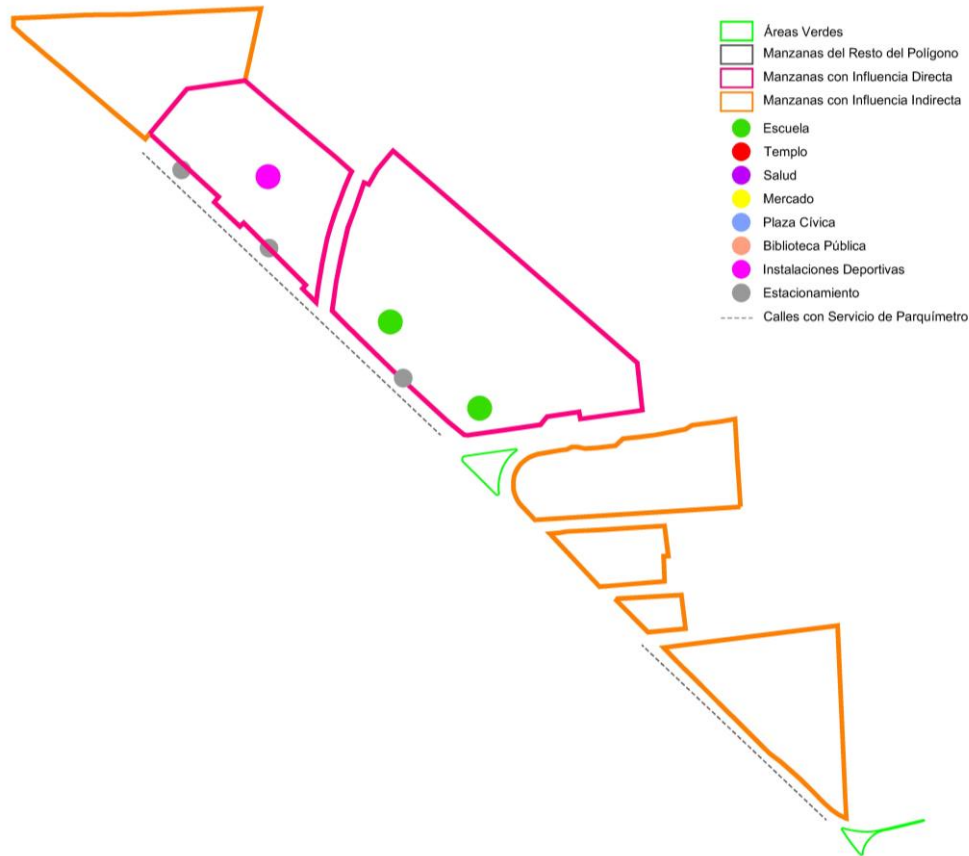 Áreas Verdes
Manzanas del Resto del Polígono
Manzanas con Influencia Directa
Manzanas con Influencia Indirecta
Escuela
Templo
Salud
Mercado
Plaza Cívica
Biblioteca Pública
Instalaciones Deportivas
Estacionamiento
Calles con Servicio de Parquímetro